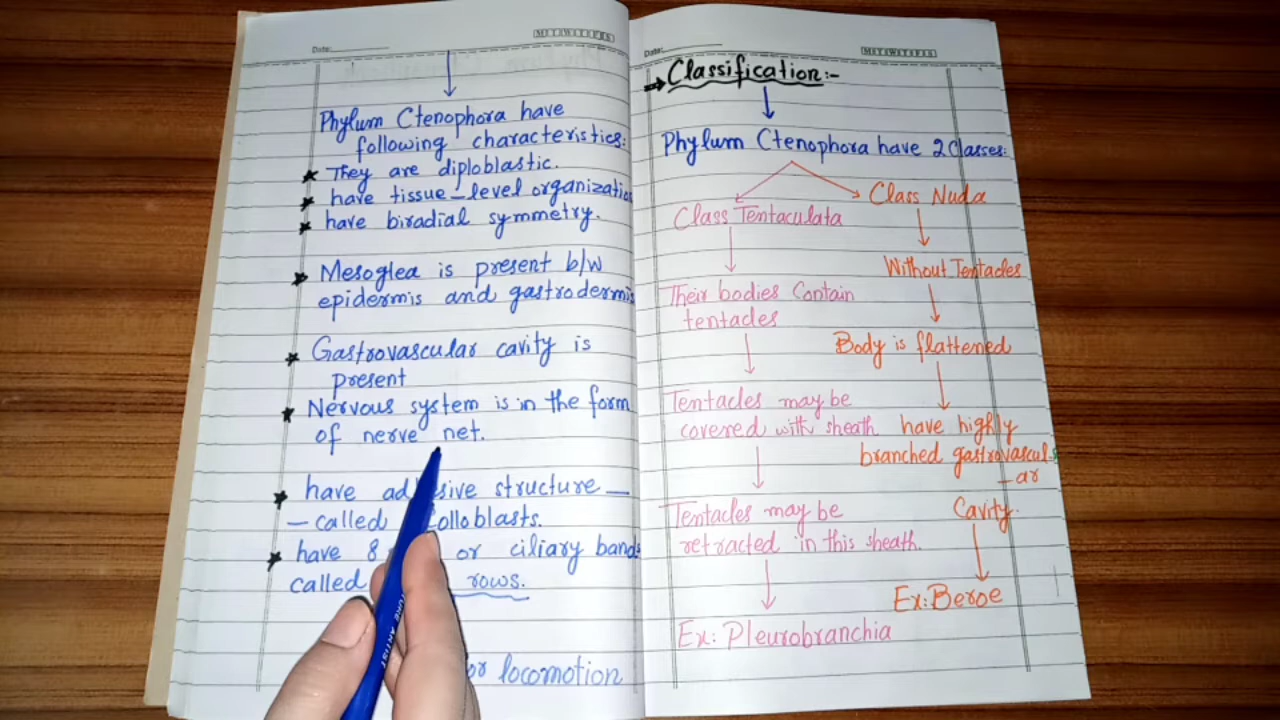 Date:
M T W T F S
Phylum Ctenophora have
following characteristics:
★ They are diploblastic.
★ have tissue-level organization
★ have biradial symmetry.
★ Mesoglea is present b/w
epidermis and gastrodermis
★ Gastrovascular cavity is
present
★ Nervous system is in the form
of nerve net.
★ have adhesive structure —
— called Colloblasts.
★ have 8 or ciliary bands
called rows.
for locomotion
Date:
M T W T F S
→ Classification:-
Phylum Ctenophora have 2 Classes:
Class Nuda
Class Tentaculata
Without Tentacles
Their bodies Contain
tentacles
Body is flattened
Tentacles may be
covered with sheath
have highly
branched gastrovascul
-ar
Cavity.
Tentacles may be
retracted in this sheath.
Ex: Beroe
Ex: Pleurobranchia